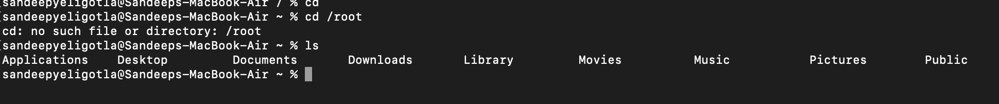 sandeepyeligotla@Sandeeps-MacBook-Air / % cd
[sandeepyeligotla@Sandeeps-MacBook-Air ~ % cd /root
cd: no such file or directory: /root
[sandeepyeligotla@Sandeeps-MacBook-Air ~ % ls
Applications Desktop Documents Downloads Library Movies Music Pictures Public
sandeepyeligotla@Sandeeps-MacBook-Air ~ %